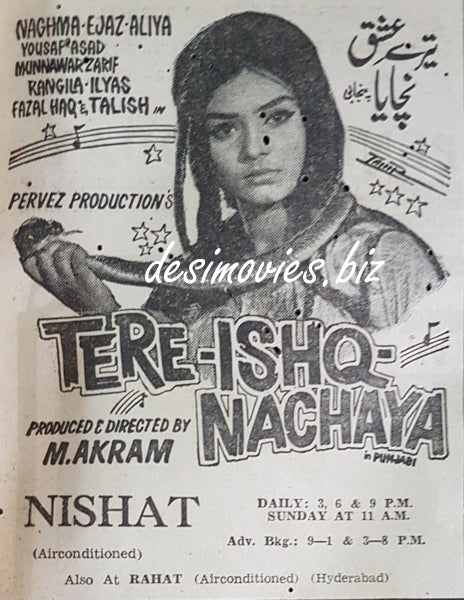 NAGHMA-EJAZ-ALIYA
YOUSAF ASAD
MUNNAWAR ZARIF
RANGILA-ILYAS
FAZAL HAQ & TALISH IN
تیرے عشق
نچایا
پنجابی
PERVEZ PRODUCTION'S
desimovies.biz
TERE-ISHQ-
NACHAYA
in PUNJABI
PRODUCED & DIRECTED BY
M.AKRAM
NISHAT
(Airconditioned)
DAILY: 3, 6 & 9 P.M.
SUNDAY AT 11 A.M.
Adv. Bkg.: 9—1 & 3—8 P.M.
Also At RAHAT (Airconditioned) (Hyderabad)